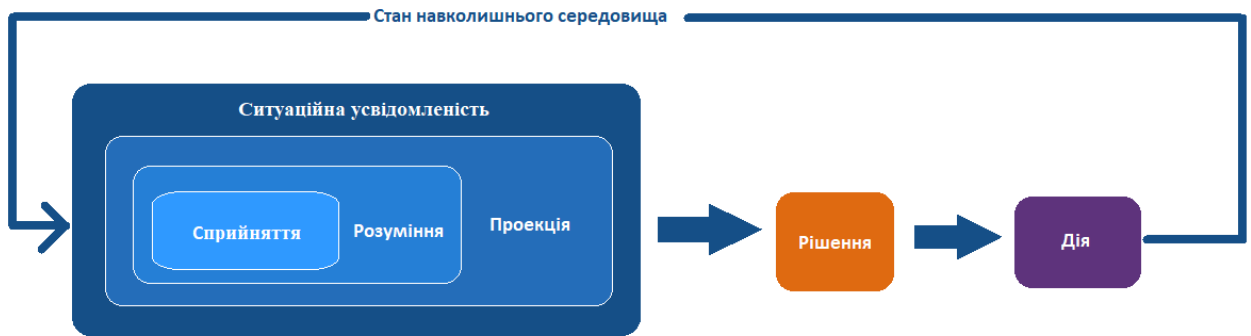 Стан навколишнього середовища
Ситуаційна усвідомленість
Сприйняття
Розуміння
Проекція
Рішення
Дія